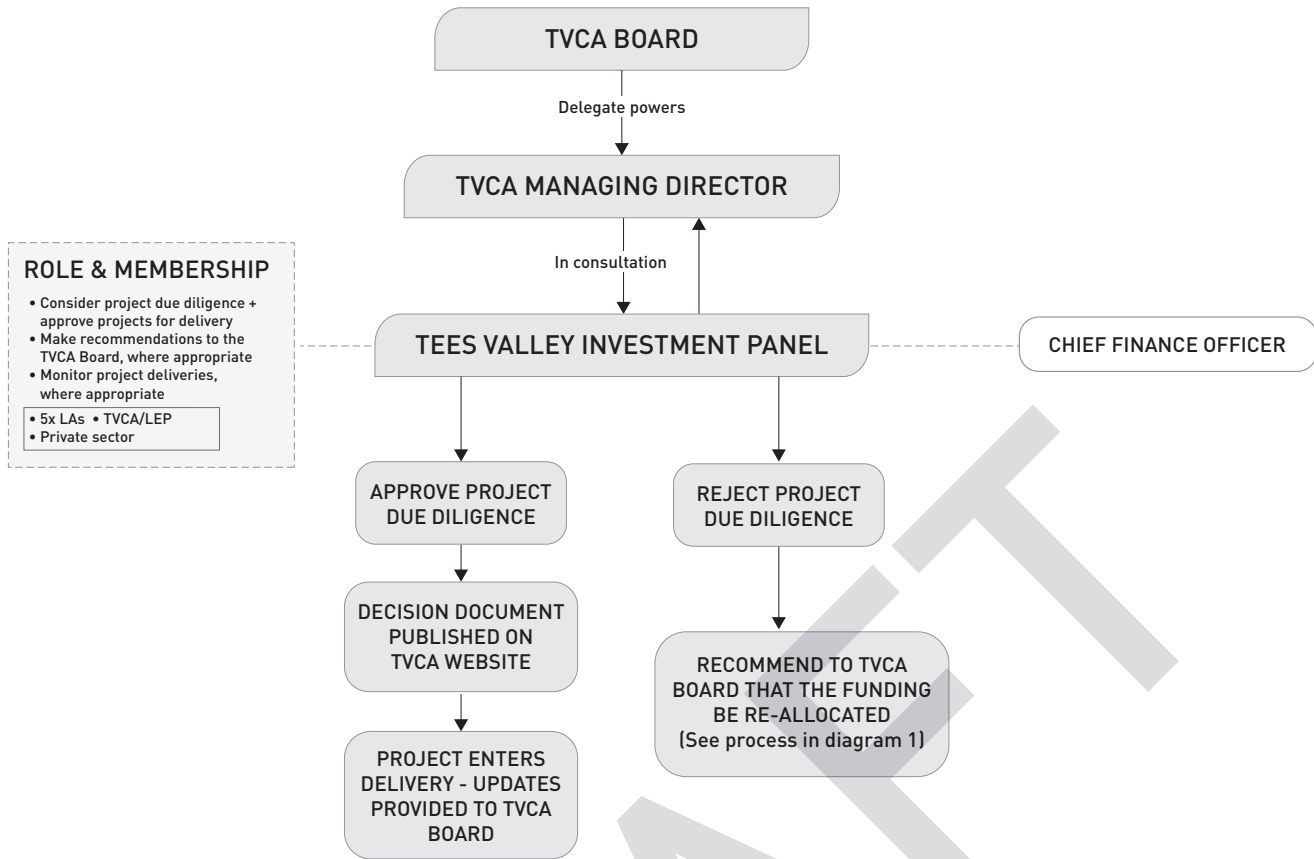 TVCA BOARD
Delegate powers
TVCA MANAGING DIRECTOR
In consultation
ROLE & MEMBERSHIP
• Consider project due diligence +
approve projects for delivery
• Make recommendations to the
TVCA Board, where appropriate
• Monitor project deliveries,
where appropriate
• 5x LAs • TVCA/LEP
• Private sector
TEES VALLEY INVESTMENT PANEL
CHIEF FINANCE OFFICER
APPROVE PROJECT
DUE DILIGENCE
REJECT PROJECT
DUE DILIGENCE
DECISION DOCUMENT
PUBLISHED ON
TVCA WEBSITE
RECOMMEND TO TVCA
BOARD THAT THE FUNDING
BE RE-ALLOCATED
(See process in diagram 1)
PROJECT ENTERS
DELIVERY - UPDATES
PROVIDED TO TVCA
BOARD
AFT